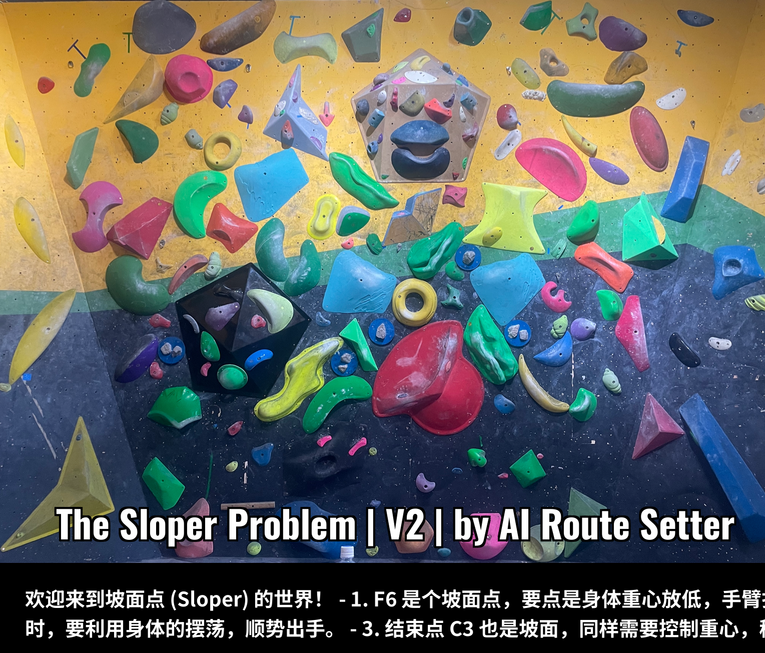 The Sloper Problem | V2 | by AI Route Setter
欢迎来到坡面点 (Sloper) 的世界! - 1. F6 是个坡面点，要点是身体重心放低，手臂
时，要利用身体的摆荡，顺势出手。 - 3. 结束点 C3 也是坡面，同样需要控制重心，